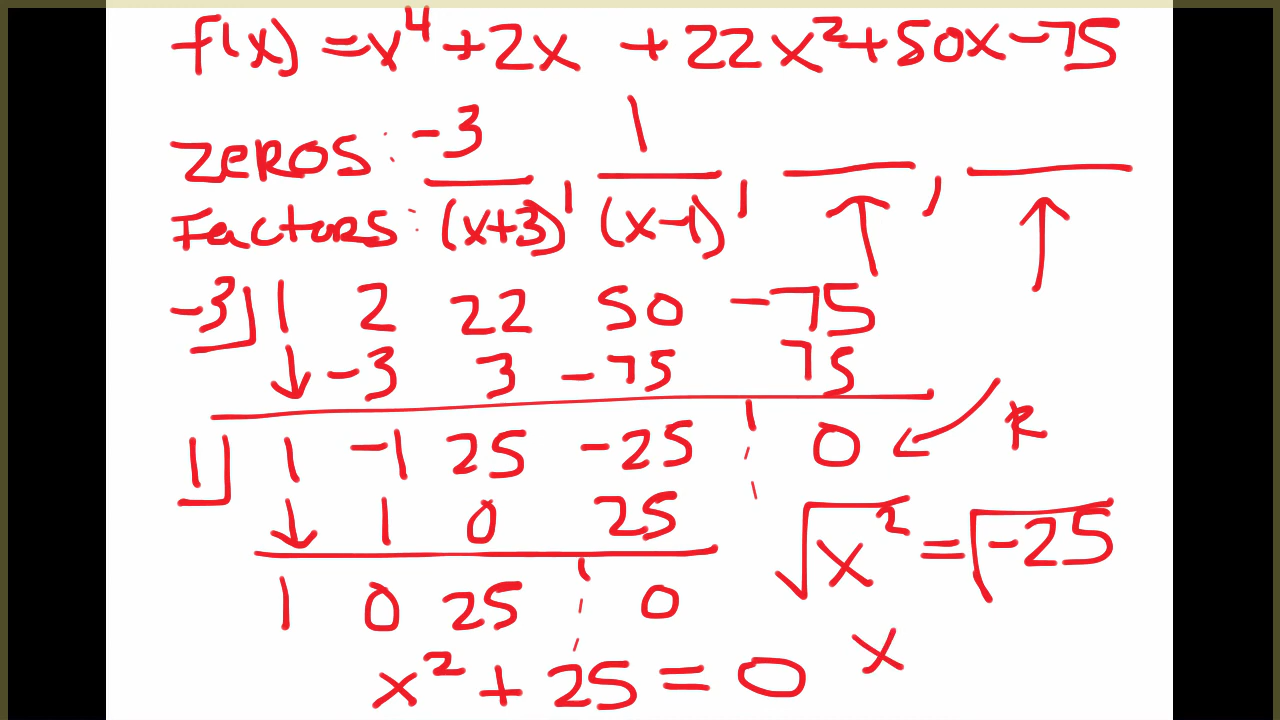 f(x) = x⁴ + 2x + 22x² + 50x - 75
zeros: -3, 1, ,
Factors: (x+3) (x-1)
-3 1 2 22 50 -75
-3 3 -75 75
1 1 -1 25 -25 0 R
1 0 25
√x² = √-25
1 0 25 0
x² + 25 = 0 x